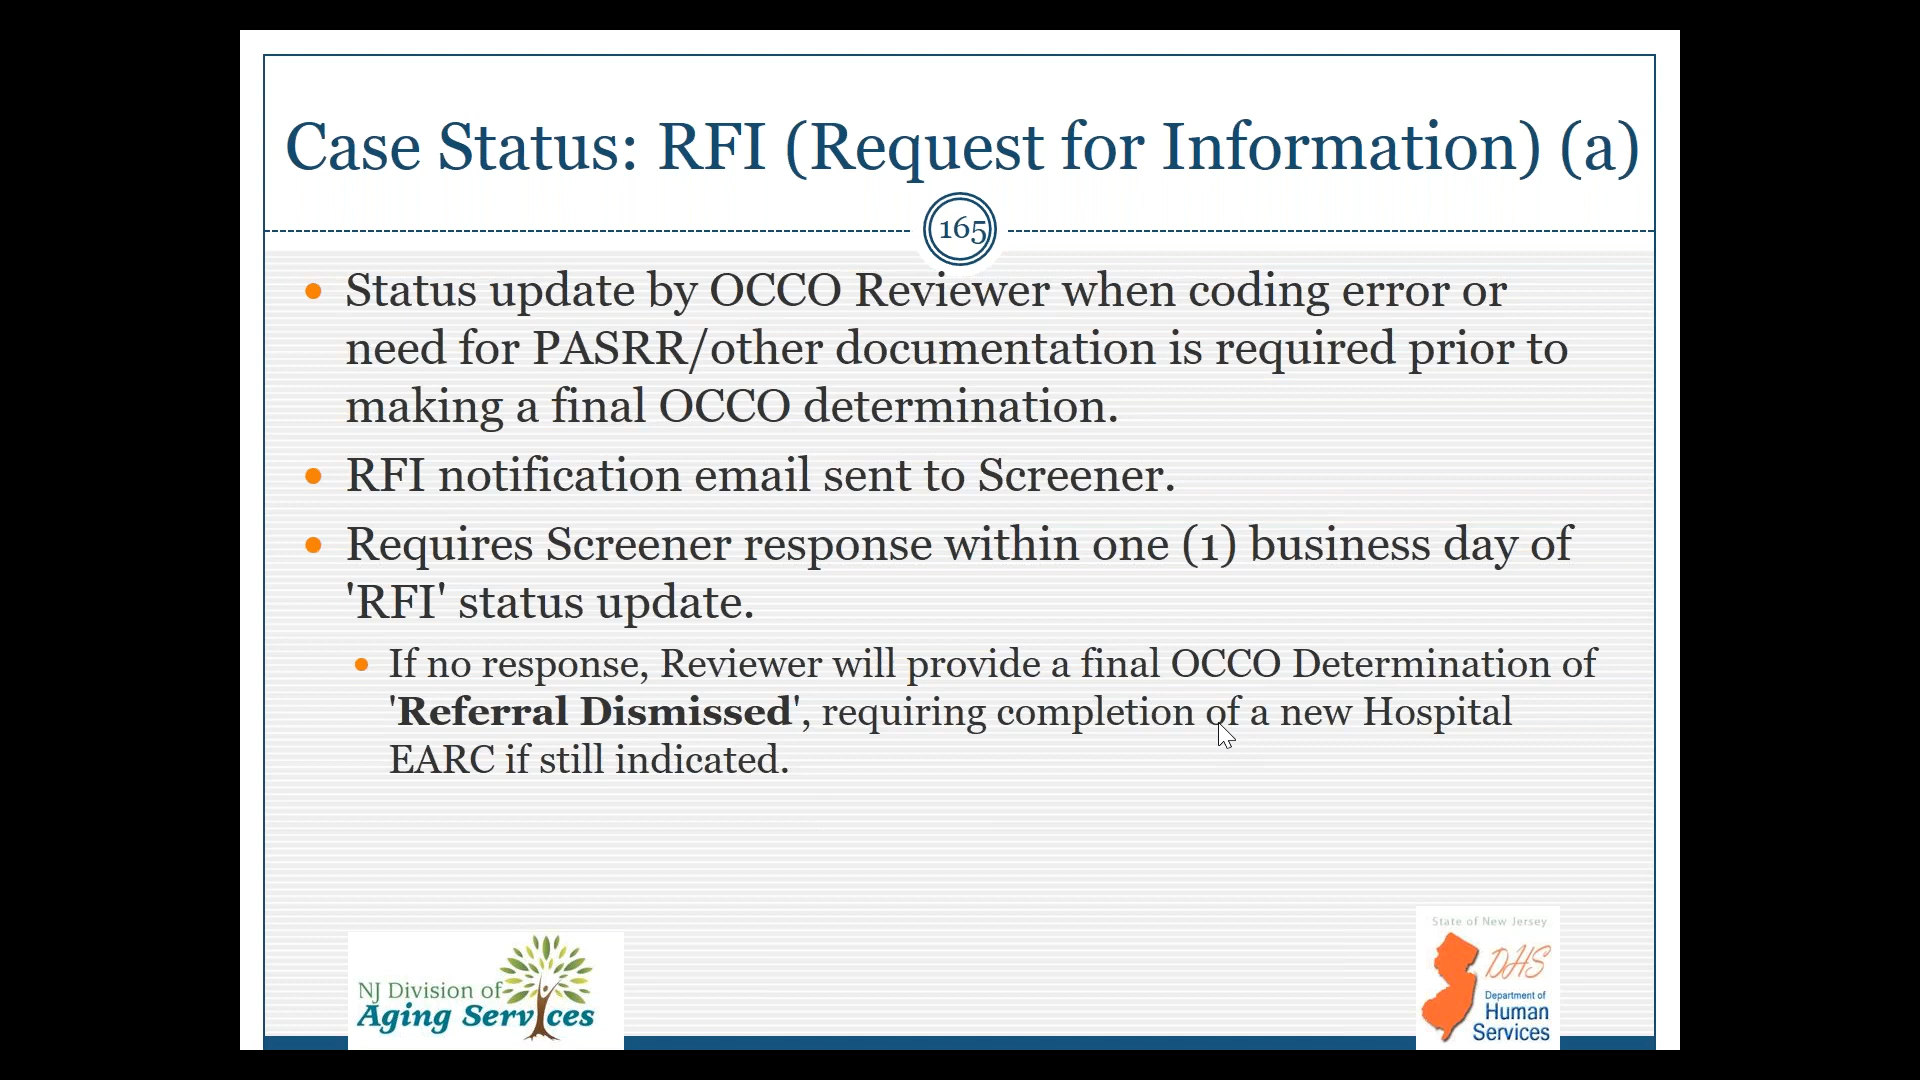 Case Status: RFI (Request for Information) (a)
165
Status update by OCCO Reviewer when coding error or
need for PASRR/other documentation is required prior to
making a final OCCO determination.
RFI notification email sent to Screener.
Requires Screener response within one (1) business day of
'RFI' status update.
If no response, Reviewer will provide a final OCCO Determination of
'Referral Dismissed', requiring completion of a new Hospital
EARC if still indicated.
NJ Division of
Aging Services
State of New Jersey
DHS
Department of
Human
Services